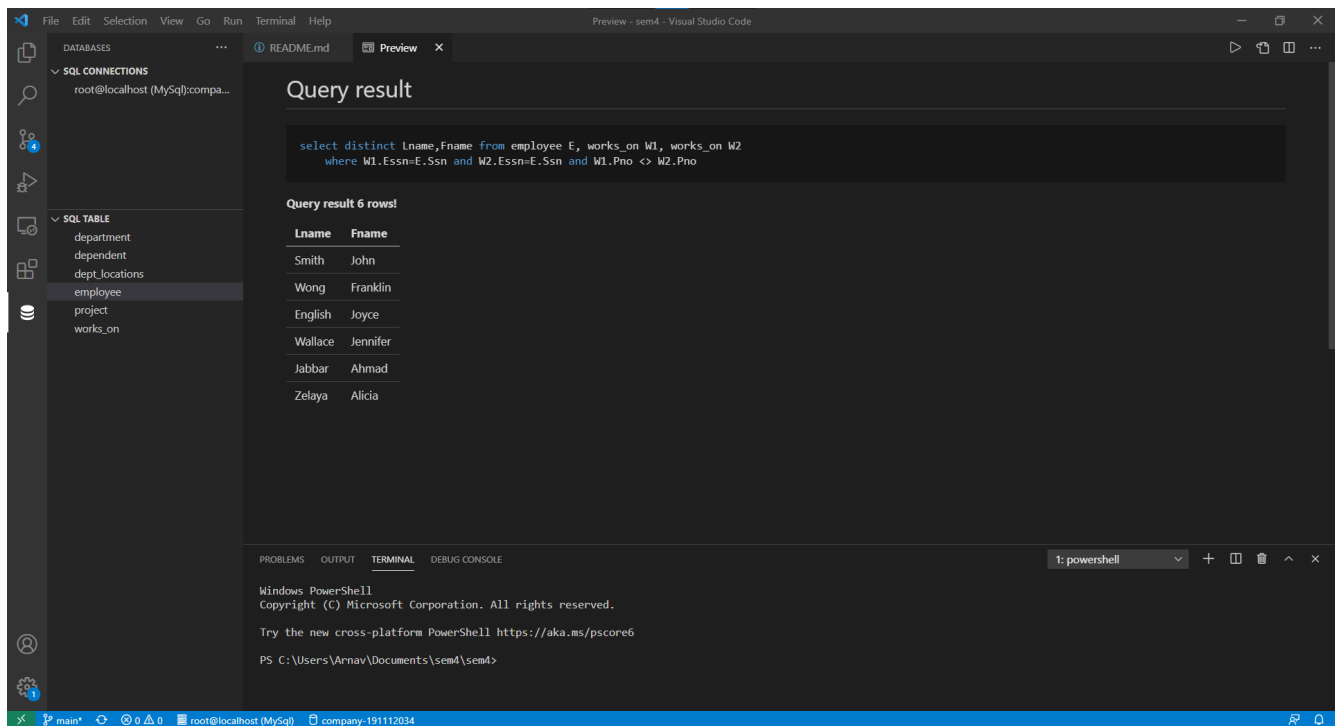 File Edit Selection View Go Run Terminal Help
Preview - sem4 - Visual Studio Code
DATABASES
README.md
Preview
SQL CONNECTIONS
root@localhost (MySql):compa...
4
SQL TABLE
department
dependent
dept_locations
employee
project
works_on
Query result
select distinct Lname,Fname from employee E, works_on W1, works_on W2
where W1.Essn=E.Ssn and W2.Essn=E.Ssn and W1.Pno <> W2.Pno
Query result 6 rows!
Lname Fname
Smith John
Wong Franklin
English Joyce
Wallace Jennifer
Jabbar Ahmad
Zelaya Alicia
PROBLEMS OUTPUT TERMINAL DEBUG CONSOLE
1: powershell
Windows PowerShell
Copyright (C) Microsoft Corporation. All rights reserved.
Try the new cross-platform PowerShell https://aka.ms/pscore6
PS C:\Users\Arnav\Documents\sem4\sem4>
1
main* 0 0 root@localhost (MySql) company-191112034